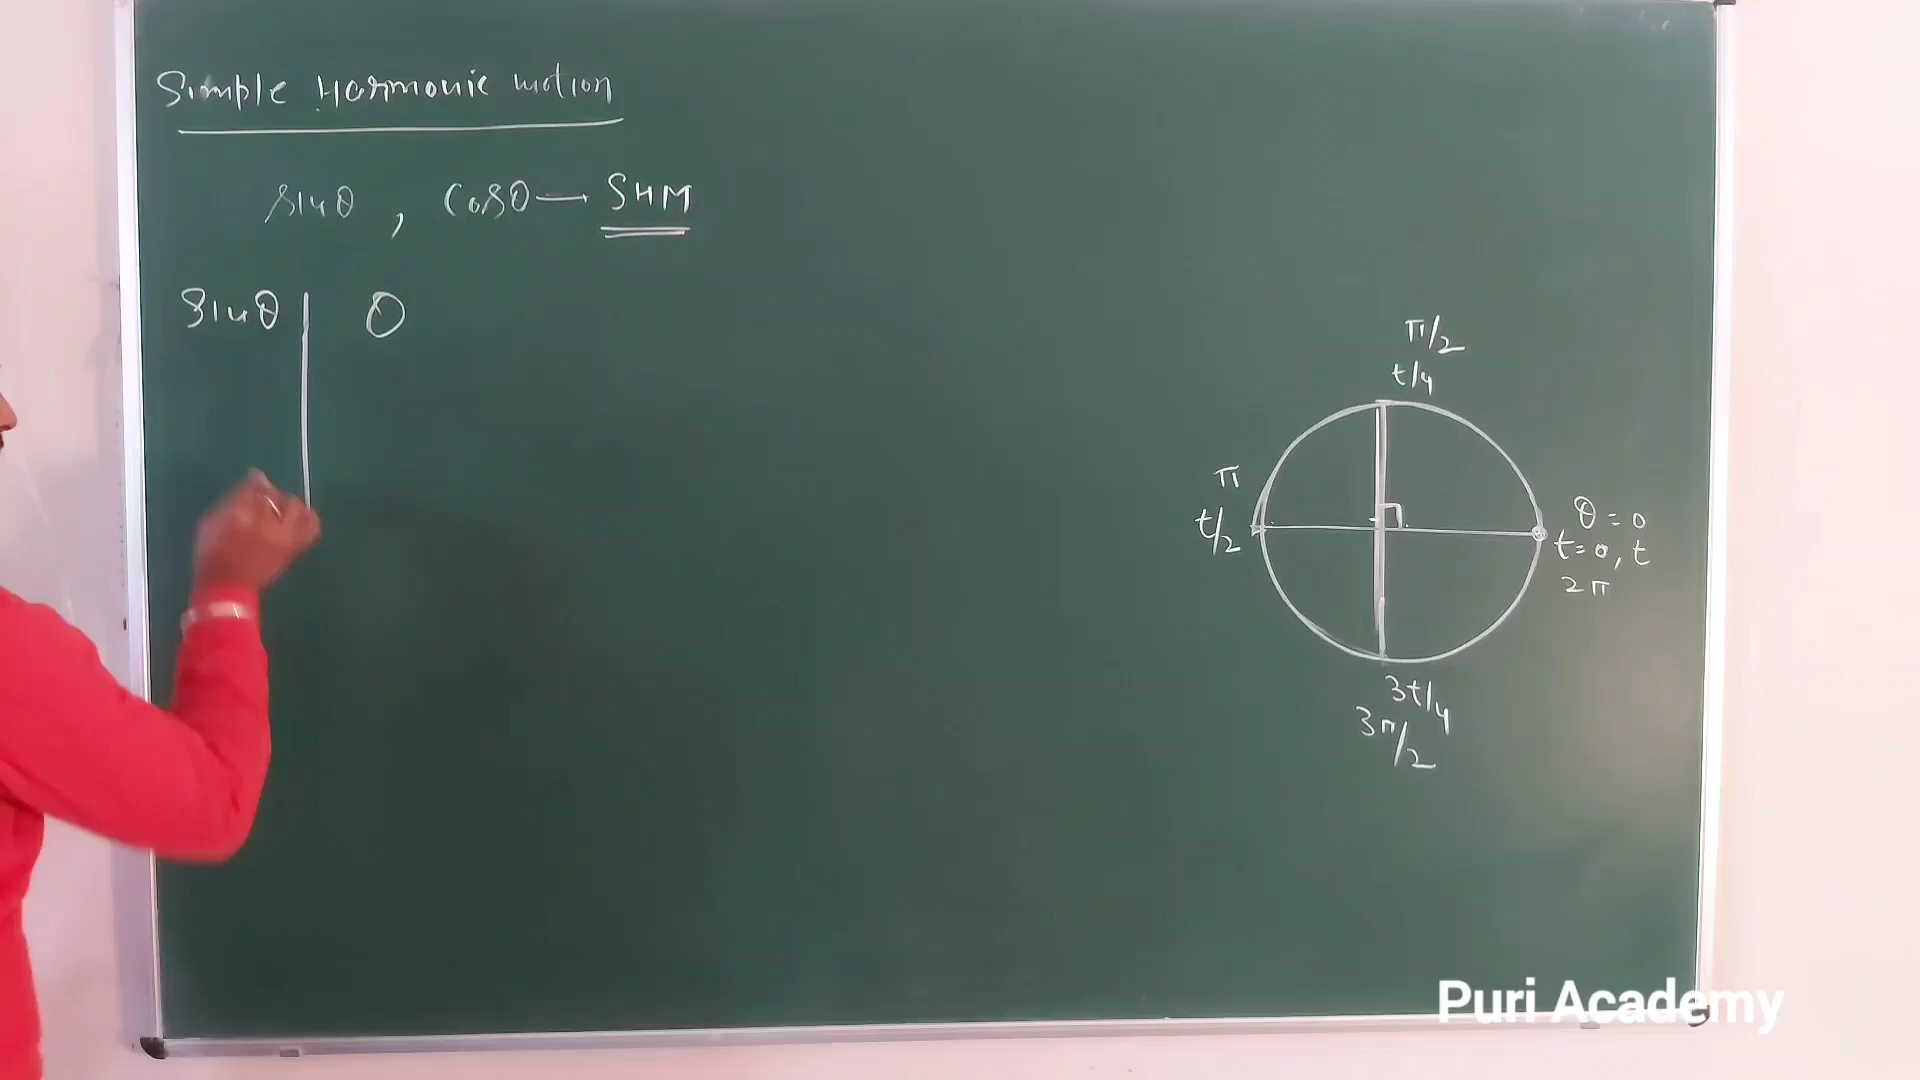 Simple Harmonic motion
sinθ , Cosθ — SHM
sinθ | 0
π/2
t/4
π
t/2
θ = 0
t=0, t
2π
3t/4
3π/2
Puri Academy